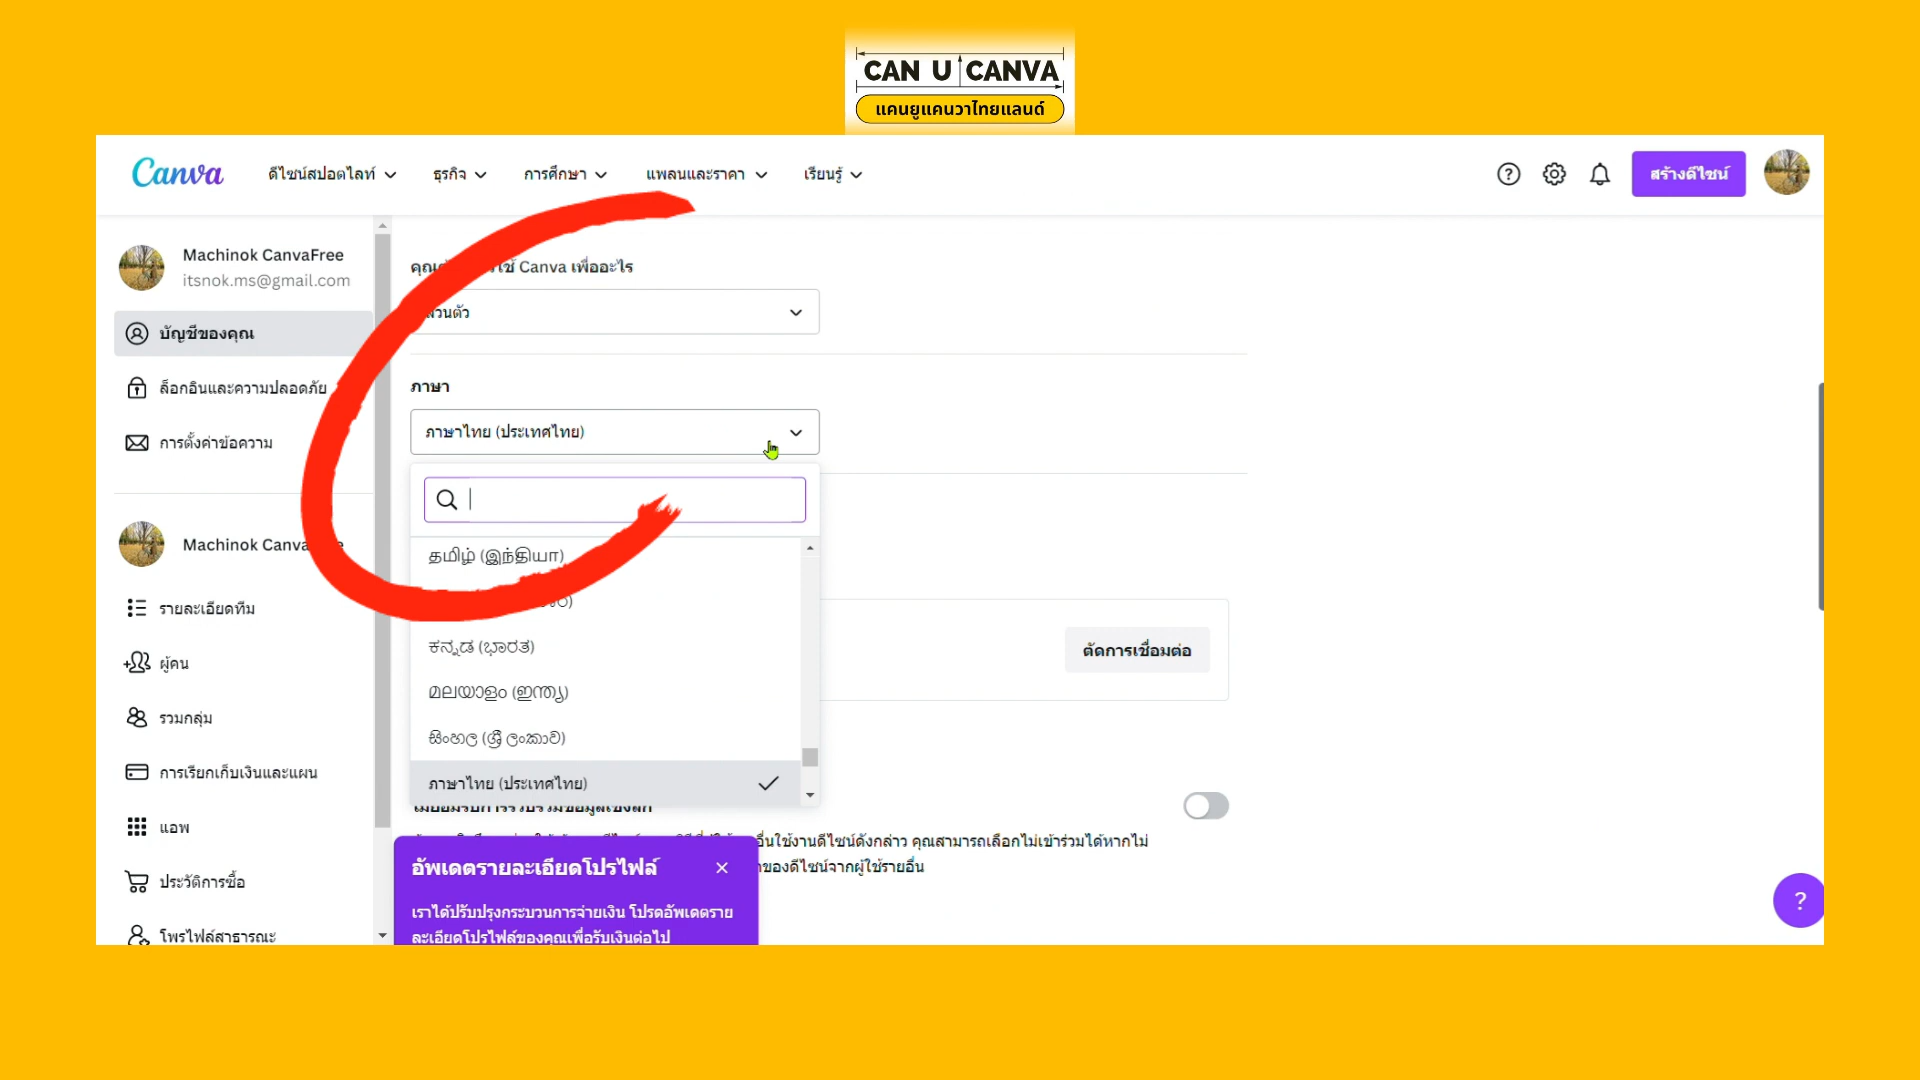 CAN U CANVA
แคนยูแคนวาไทยแลนด์
Canva
ดีไซน์สปอตไลท์
ธุรกิจ
การศึกษา
แพลนและราคา
เรียนรู้
สร้างดีไซน์
Machinok CanvaFree
itsnok.ms@gmail.com
บัญชีของคุณ
ล็อกอินและความปลอดภัย
การตั้งค่าข้อความ
Machinok Canva
รายละเอียดทีม
ผู้คน
รวมกลุ่ม
การเรียกเก็บเงินและแผน
แอพ
ประวัติการซื้อ
โพรไฟล์สาธารณะ
Canva เพื่ออะไร
ส่วนตัว
ภาษา
ภาษาไทย (ประเทศไทย)
தமிழ் (இந்தியா)
ಕನ್ನಡ (ಭಾರತ)
മലയാളം (ഇന്ത്യ)
සිංහල (ශ්‍රී ලංකාව)
ภาษาไทย (ประเทศไทย)
ตัดการเชื่อมต่อ
อื่นใช้งานดีไซน์ดังกล่าว คุณสามารถเลือกไม่เข้าร่วมได้หากไม่
ของดีไซน์จากผู้ใช้รายอื่น
อัพเดตรายละเอียดโปรไฟล์
เราได้ปรับปรุงกระบวนการจ่ายเงิน โปรดอัพเดตราย
ละเอียดโปรไฟล์ของคุณเพื่อรับเงินต่อไป
?